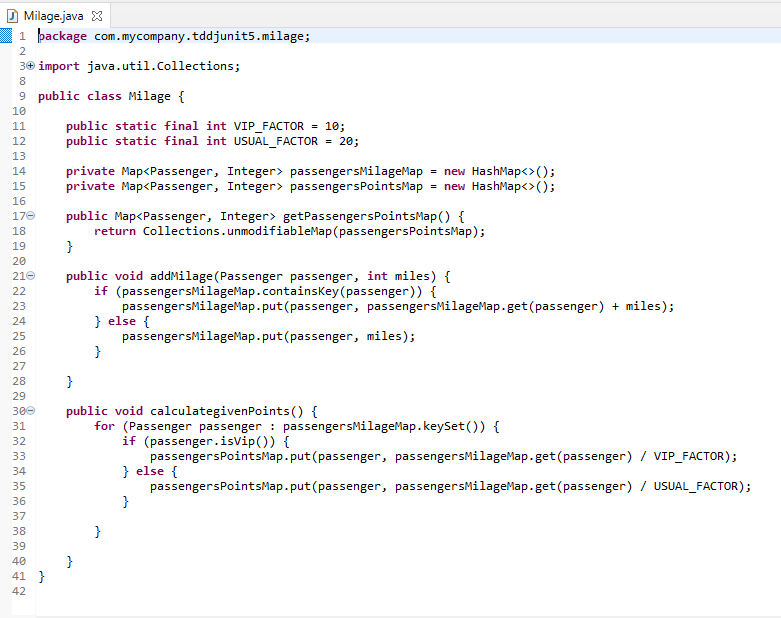 Milage.java
1 package com.mycompany.tddjunit5.milage;
2
3 import java.util.Collections;
8
9 public class Milage {
10
11     public static final int VIP_FACTOR = 10;
12     public static final int USUAL_FACTOR = 20;
13
14     private Map<Passenger, Integer> passengersMilageMap = new HashMap<>();
15     private Map<Passenger, Integer> passengersPointsMap = new HashMap<>();
16
17     public Map<Passenger, Integer> getPassengersPointsMap() {
18         return Collections.unmodifiableMap(passengersPointsMap);
19     }
20
21     public void addMilage(Passenger passenger, int miles) {
22         if (passengersMilageMap.containsKey(passenger)) {
23             passengersMilageMap.put(passenger, passengersMilageMap.get(passenger) + miles);
24         } else {
25             passengersMilageMap.put(passenger, miles);
26         }
27
28     }
29
30     public void calculategivenPoints() {
31         for (Passenger passenger : passengersMilageMap.keySet()) {
32             if (passenger.isVip()) {
33                 passengersPointsMap.put(passenger, passengersMilageMap.get(passenger) / VIP_FACTOR);
34             } else {
35                 passengersPointsMap.put(passenger, passengersMilageMap.get(passenger) / USUAL_FACTOR);
36             }
37
38         }
39
40     }
41 }
42